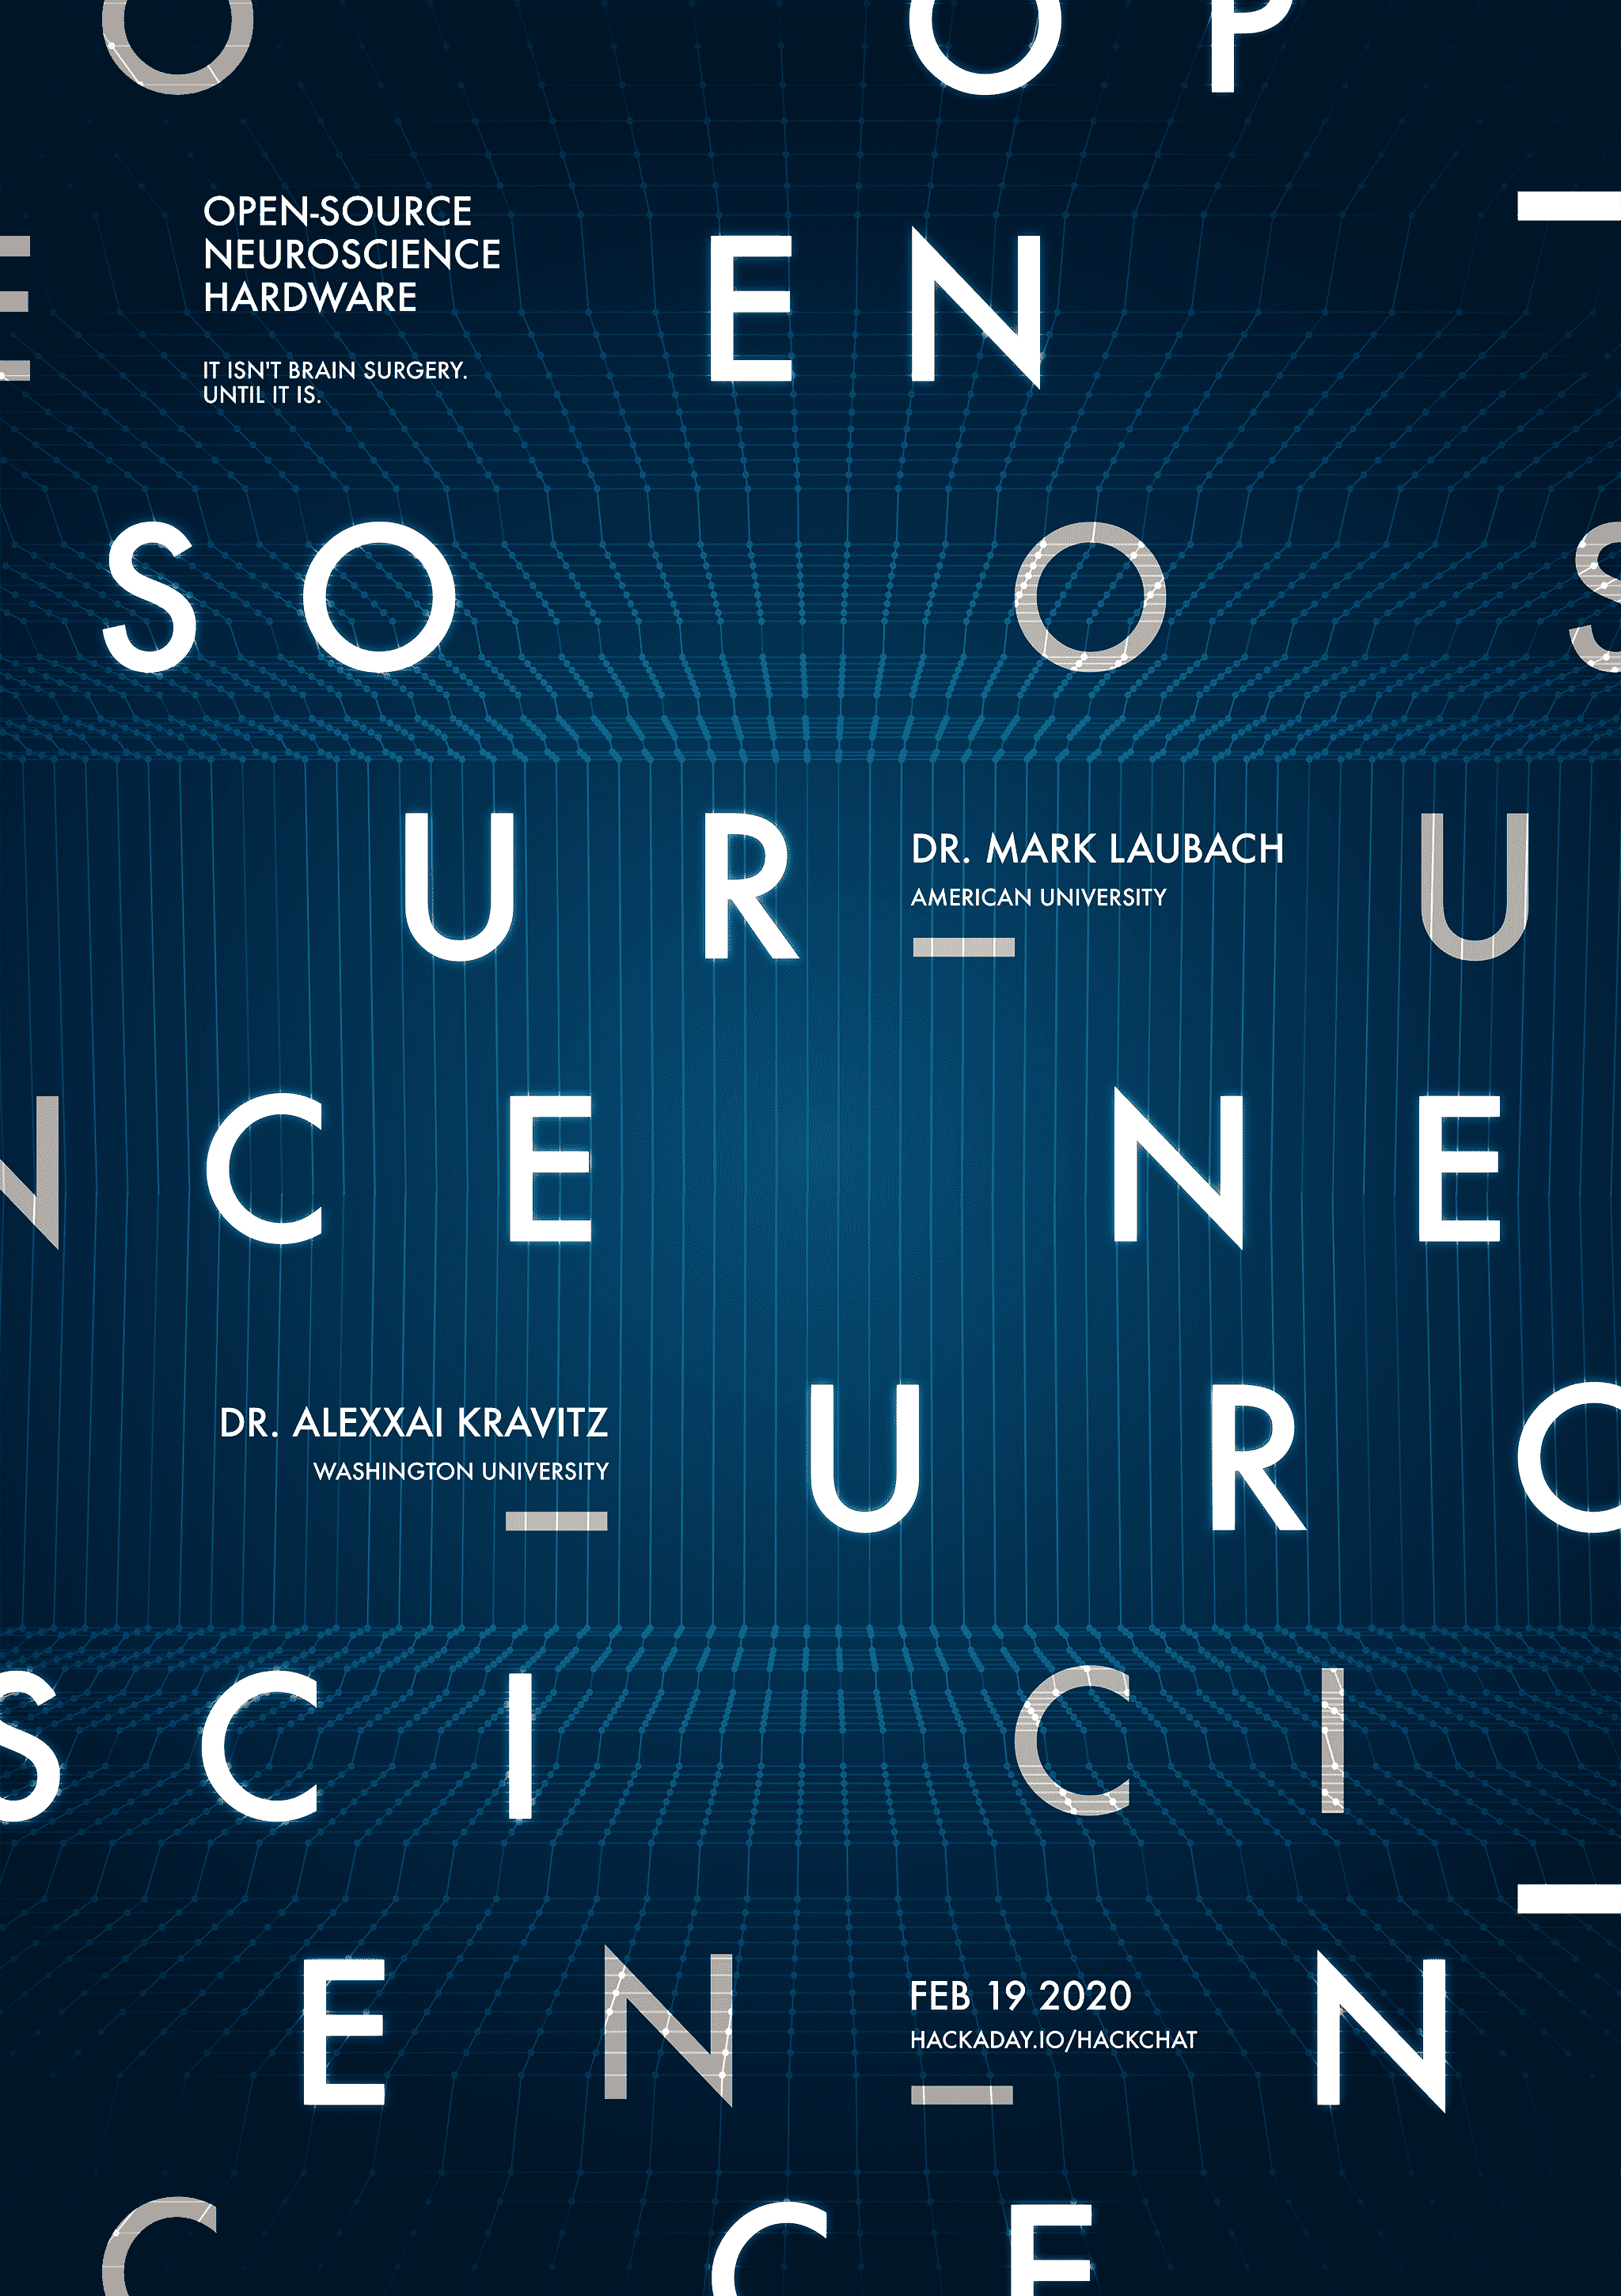 O O P
OPEN-SOURCE
NEUROSCIENCE
HARDWARE
IT ISN'T BRAIN SURGERY.
UNTIL IT IS.
E E N -
S O O S
U R U
DR. MARK LAUBACH
AMERICAN UNIVERSITY
N C E N E
DR. ALEXXAI KRAVITZ
WASHINGTON UNIVERSITY
U R O
S C I C I -
E N N
FEB 19 2020
HACKADAY.IO/HACKCHAT
C C E